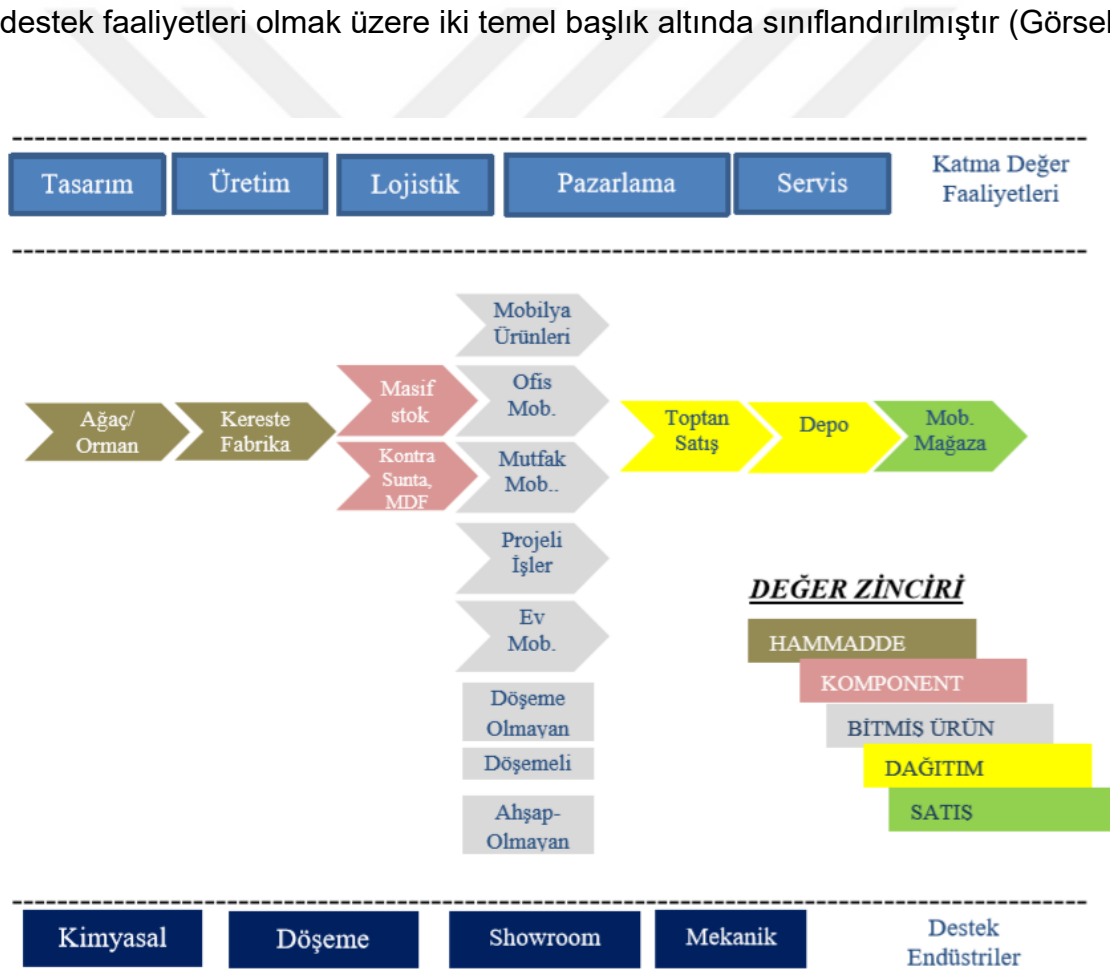 destek faaliyetleri olmak üzere iki temel başlık altında sınıflandırılmıştır (Görsel
Tasarım
Üretim
Lojistik
Pazarlama
Servis
Katma Değer
Faaliyetleri
Mobilya
Ürünleri
Ağaç/
Orman
Kereste
Fabrika
Masif
stok
Kontra
Sunta,
MDF
Ofis
Mob.
Mutfak
Mob..
Projeli
İşler
Ev
Mob.
Döşeme
Olmayan
Döşemeli
Ahşap-
Olmayan
Toptan
Satış
Depo
Mob.
Mağaza
DEĞER ZİNCİRİ
HAMMADDE
KOMPONENT
BİTMİŞ ÜRÜN
DAĞITIM
SATIŞ
Kimyasal
Döşeme
Showroom
Mekanik
Destek
Endüstriler